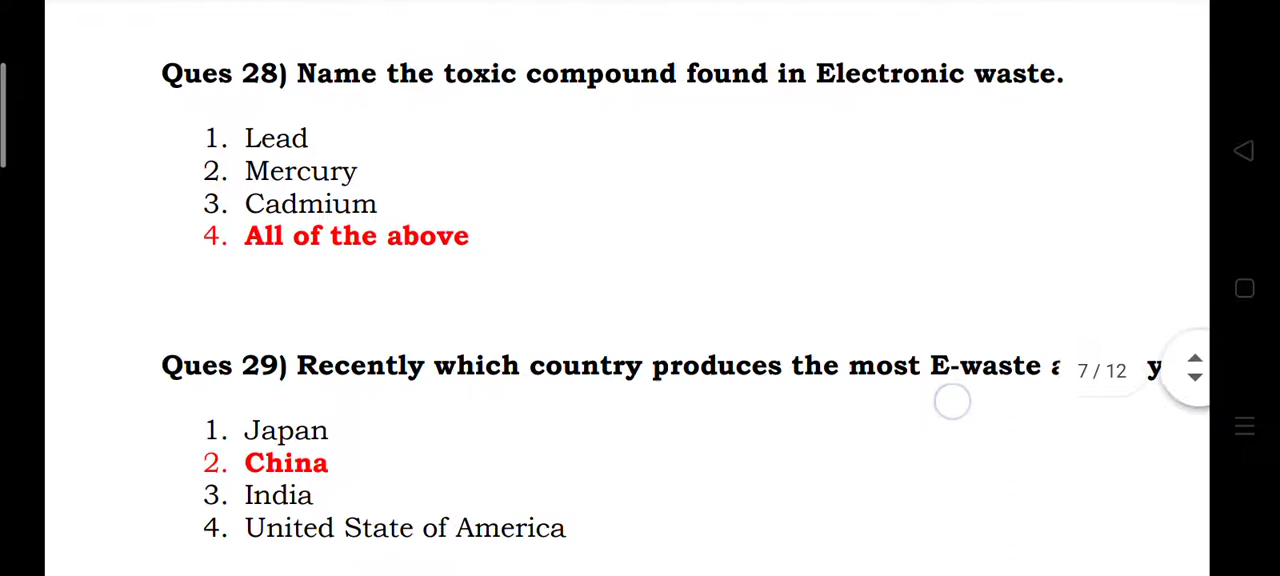 Ques 28) Name the toxic compound found in Electronic waste.
1. Lead
2. Mercury
3. Cadmium
4. All of the above
Ques 29) Recently which country produces the most E-waste
7 / 12
1. Japan
2. China
3. India
4. United State of America